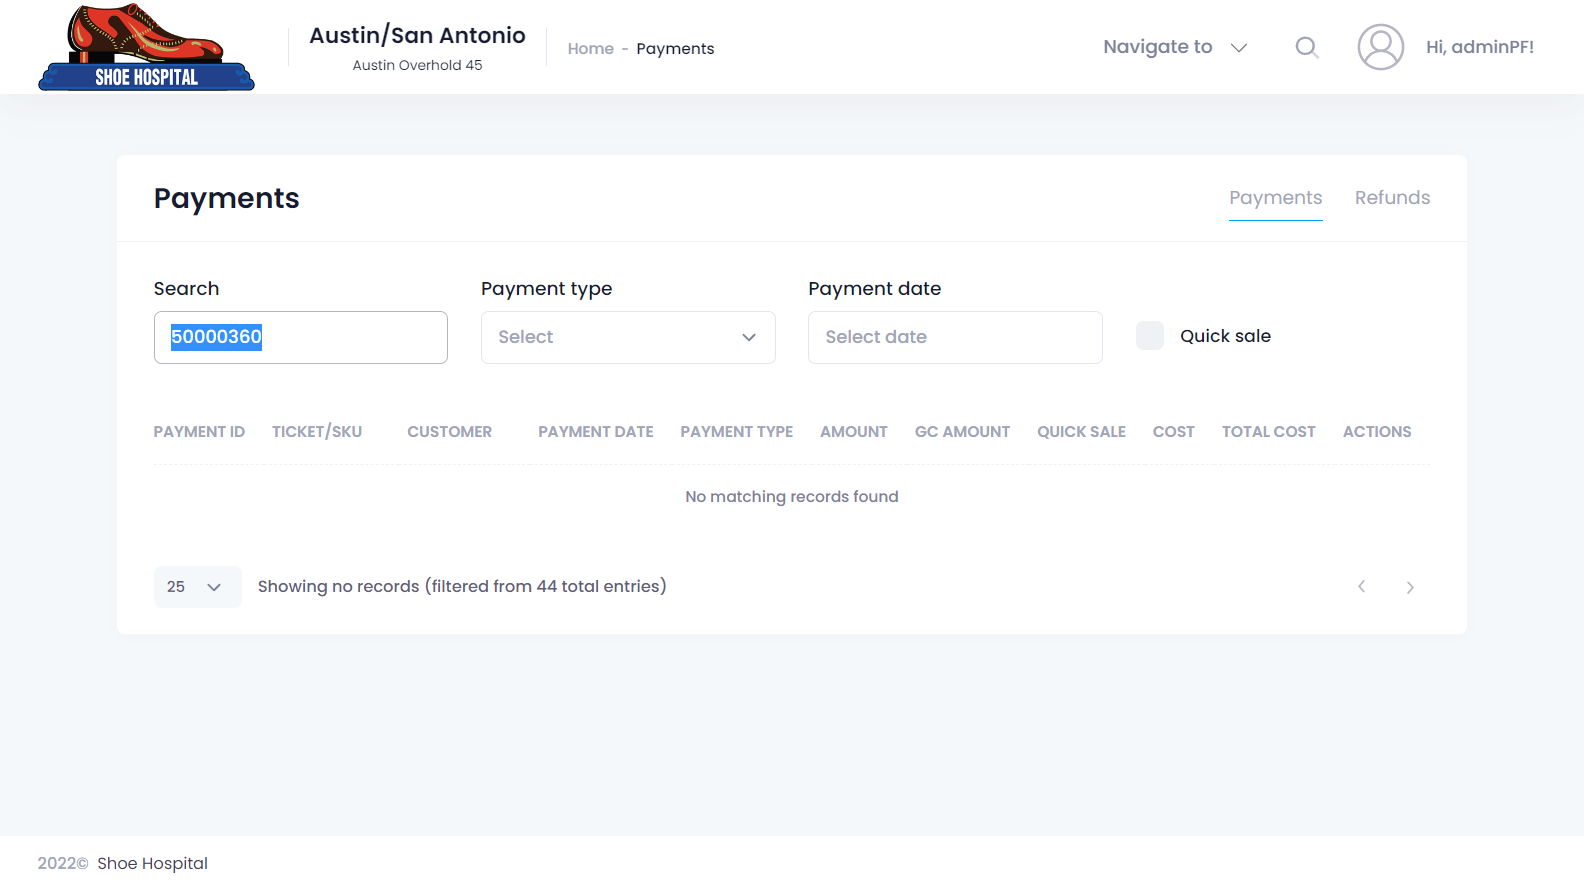 SHOE HOSPITAL
Austin/San Antonio
Austin Overhold 45
Home - Payments
Navigate to
Hi, adminPF!
Payments
Payments Refunds
Search Payment type Payment date
50000360 Select Select date Quick sale
PAYMENT ID TICKET/SKU CUSTOMER PAYMENT DATE PAYMENT TYPE AMOUNT GC AMOUNT QUICK SALE COST TOTAL COST ACTIONS
No matching records found
25 Showing no records (filtered from 44 total entries)
2022© Shoe Hospital